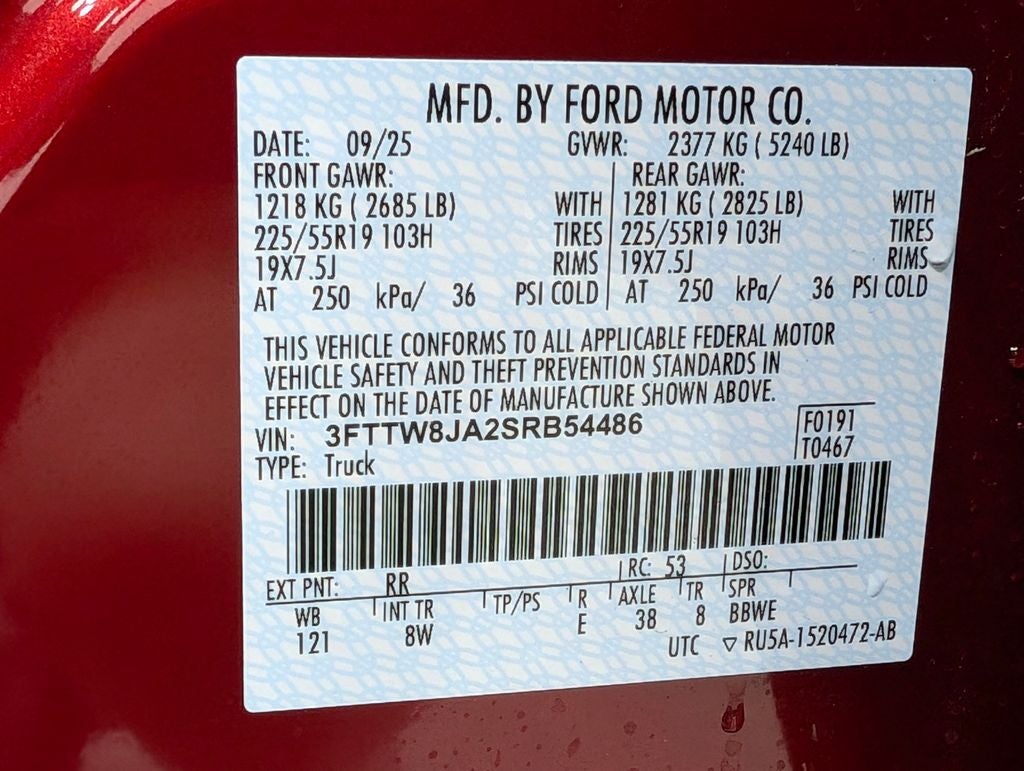 MFD. BY FORD MOTOR CO.
DATE: 09/25 GVWR: 2377 KG ( 5240 LB)
FRONT GAWR: REAR GAWR:
1218 KG ( 2685 LB) WITH 1281 KG ( 2825 LB) WITH
225/55R19 103H TIRES 225/55R19 103H TIRES
19X7.5J RIMS 19X7.5J RIMS
AT 250 kPa/ 36 PSI COLD AT 250 kPa/ 36 PSI COLD
THIS VEHICLE CONFORMS TO ALL APPLICABLE FEDERAL MOTOR
VEHICLE SAFETY AND THEFT PREVENTION STANDARDS IN
EFFECT ON THE DATE OF MANUFACTURE SHOWN ABOVE.
VIN: 3FTTW8JA2SRB54486 F0191
TYPE: Truck T0467
EXT PNT: RR RC: 53 DSO:
WB INT TR TP/PS R AXLE TR SPR
121 8W E 38 8 BBWE
UTC ▽ RU5A-1520472-AB